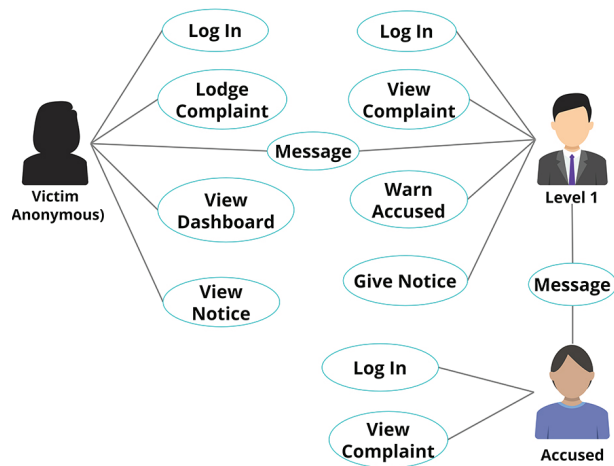 Log In
Log In
Lodge
Complaint
View
Complaint
Message
Victim
Anonymous)
View
Dashboard
Warn
Accused
Level 1
View
Notice
Give Notice
Message
Log In
View
Complaint
Accused